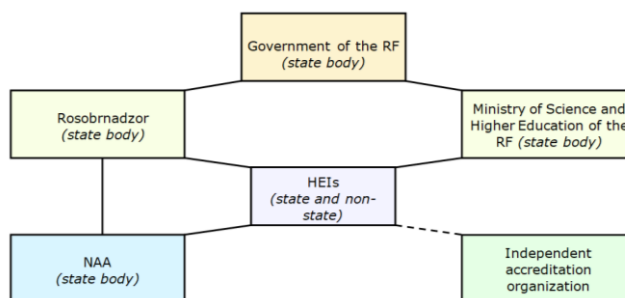 Government of the RF
(state body)
Rosobrnadzor
(state body)
Ministry of Science and
Higher Education of the
RF (state body)
HEIs
(state and non-
state)
NAA
(state body)
Independent
accreditation
organization